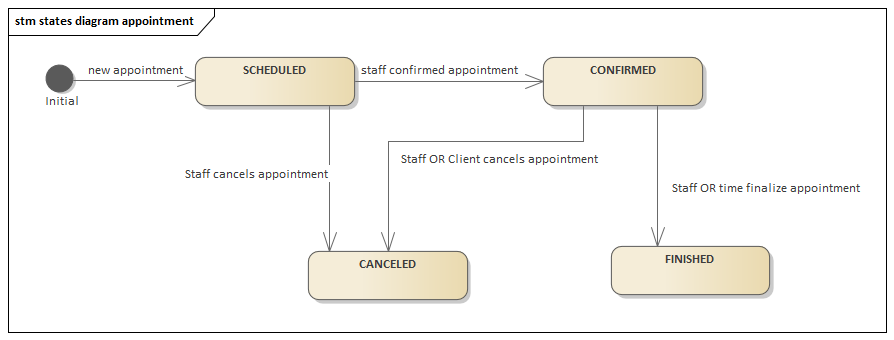 stm states diagram appointment
new appointment
SCHEDULED
staff confirmed appointment
CONFIRMED
Initial
Staff OR Client cancels appointment
Staff cancels appointment
Staff OR time finalize appointment
CANCELED
FINISHED